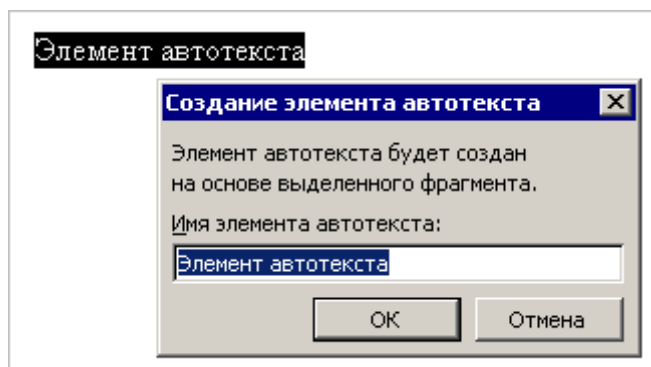 Элемент автотекста
Создание элемента автотекста
Элемент автотекста будет создан
на основе выделенного фрагмента.
Имя элемента автотекста:
Элемент автотекста
ОК
Отмена